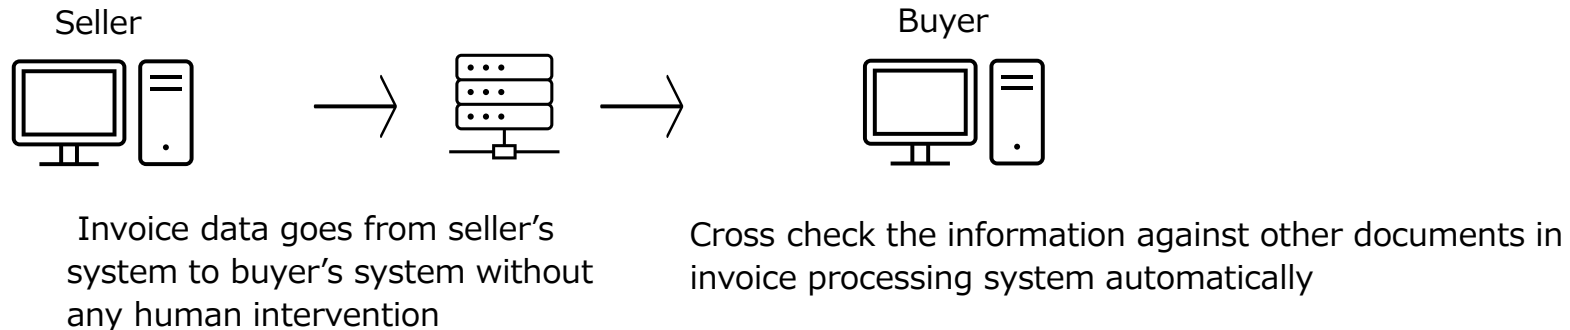 Seller
Buyer
Invoice data goes from seller’s
system to buyer’s system without
any human intervention
Cross check the information against other documents in
invoice processing system automatically